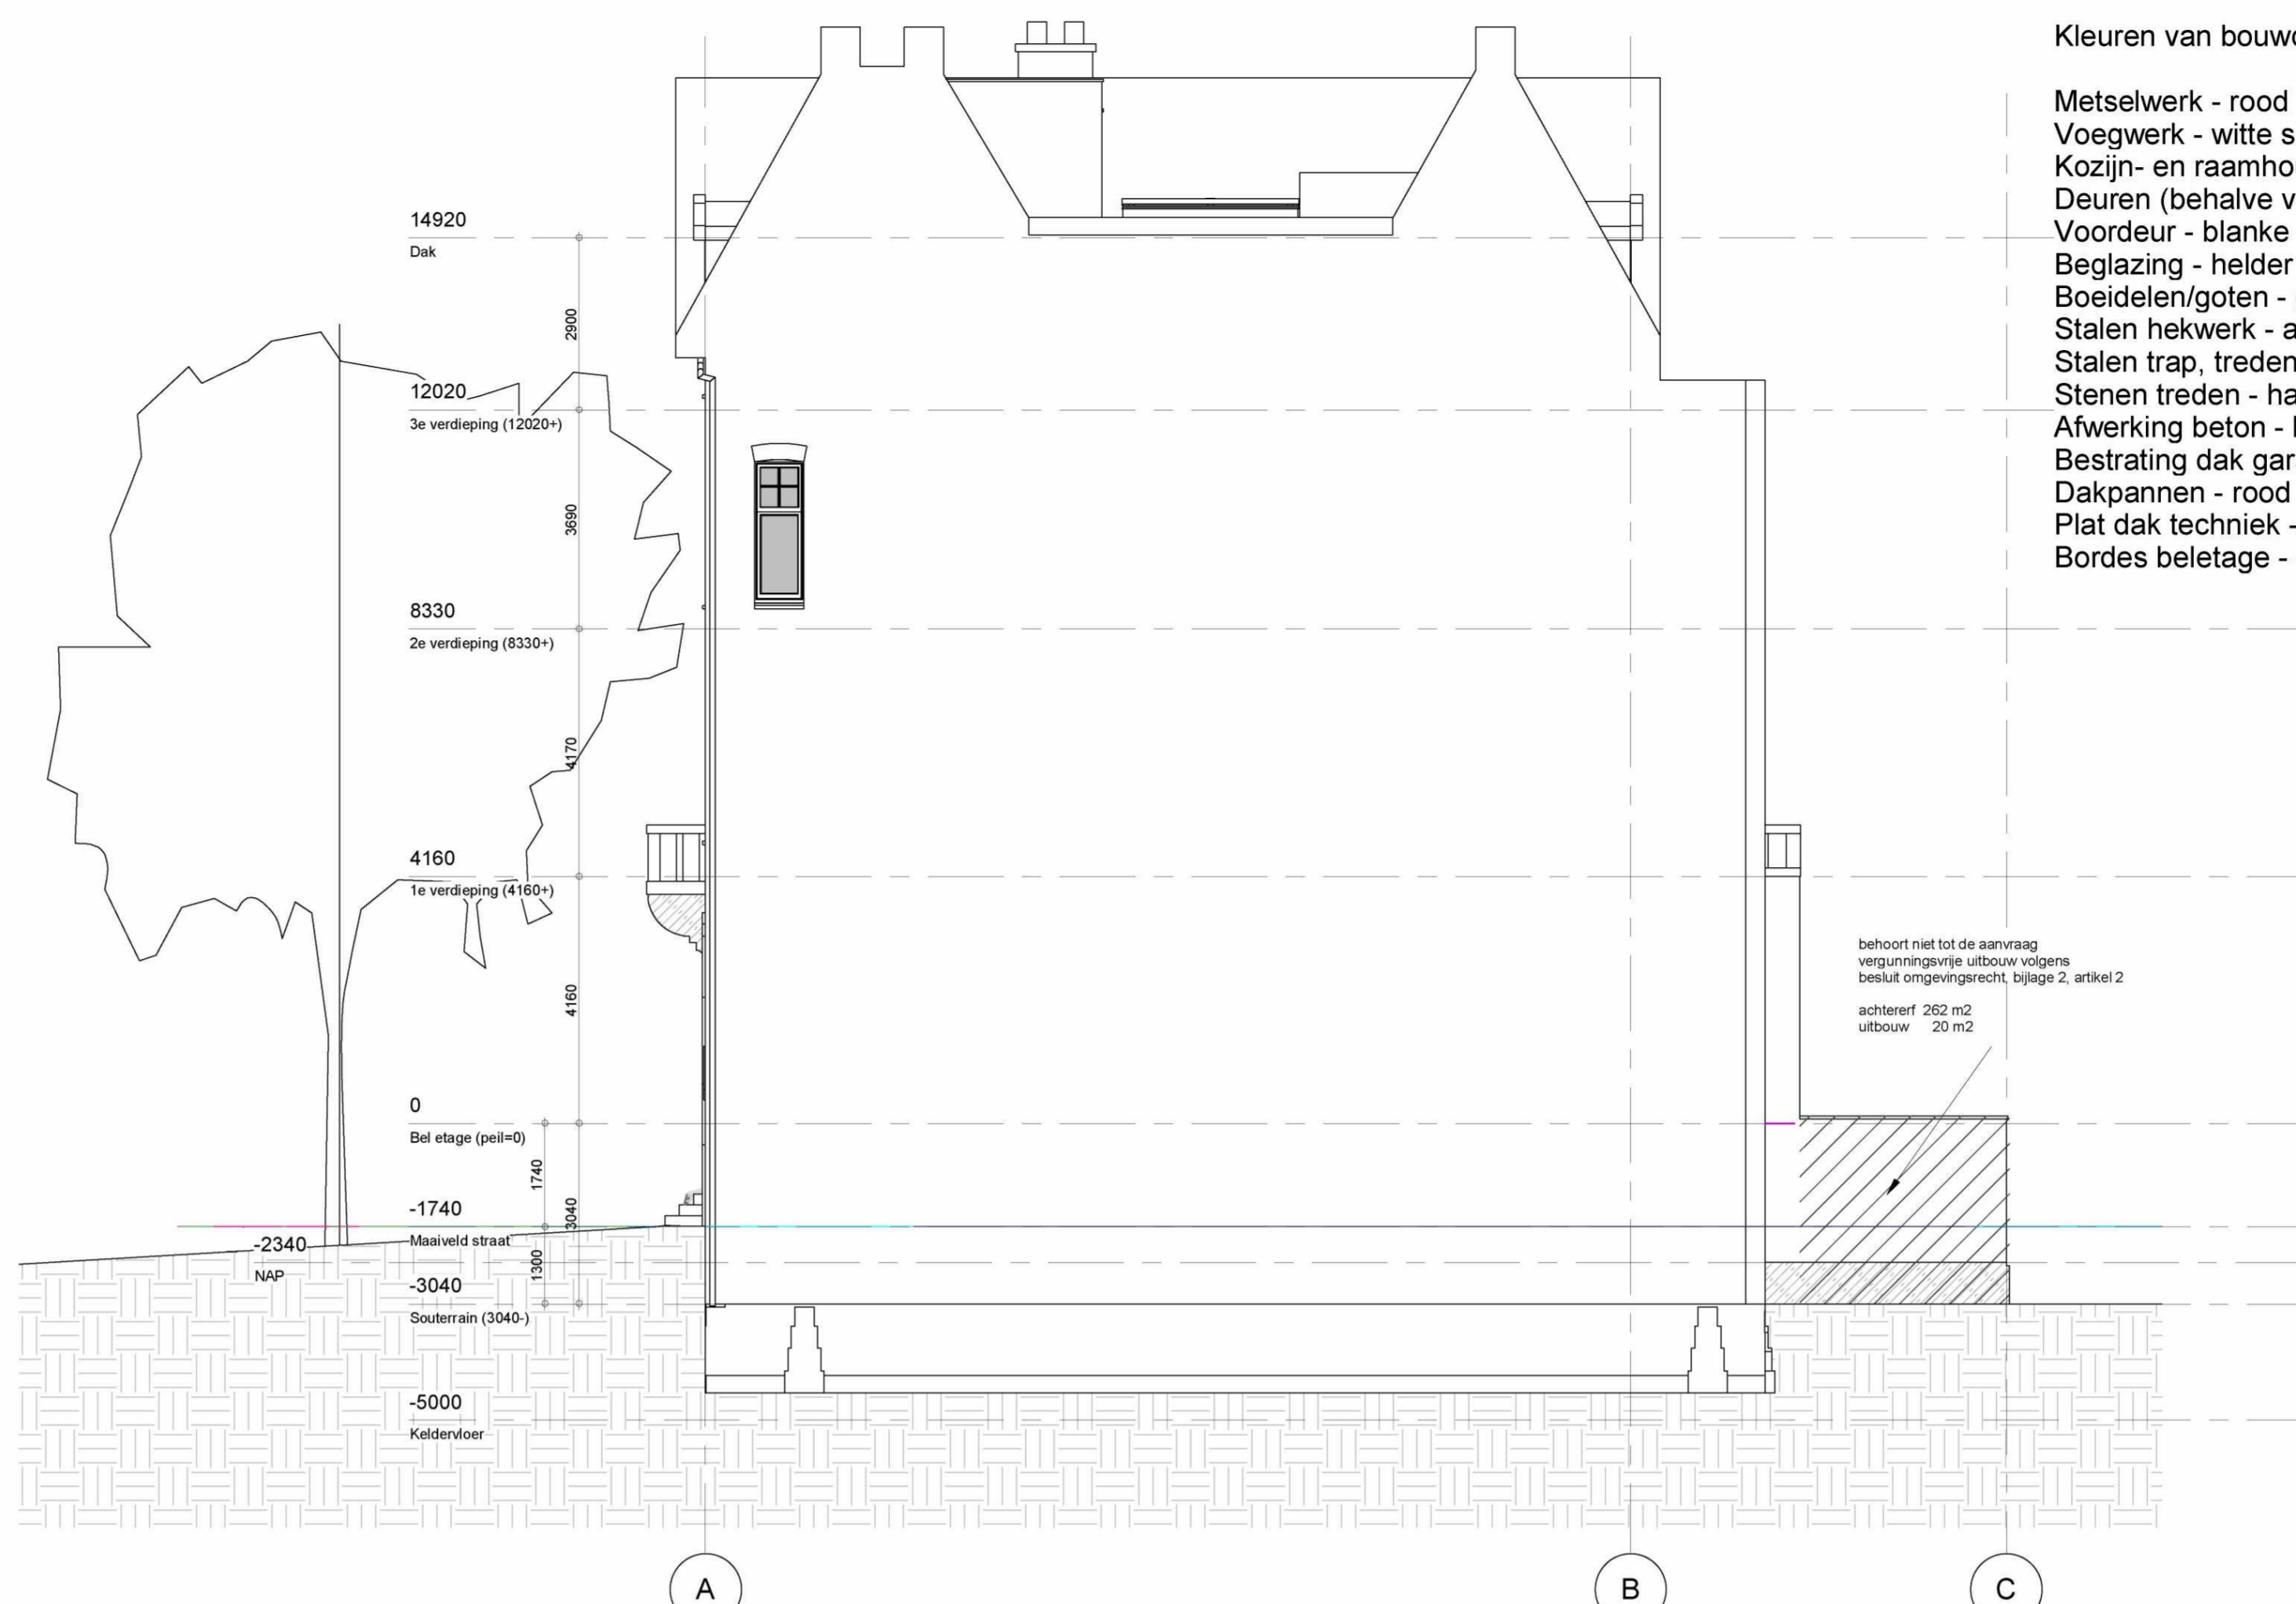 Kleuren van
Metselwerk - rood
Voegwerk - witte
Kozijn- en
Deuren (behalve
Voordeur - blanke
Beglazing - helder
Boeidelen/goten -
Stalen hekwerk -
Stalen trap, treden
Stenen treden -
Afwerking beton -
Bestrating dak
Dakpannen - rood
Plat dak techniek -
Bordes beletage -
14920
Dak
2900
12020
3e verdieping (12020+)
3690
8330
2e verdieping (8330+)
4170
4160
1e verdieping (4160+)
4160
behoort niet tot de aanvraag
vergunningsvrije uitbouw volgens
besluit omgevingsrecht, bijlage 2, artikel 2
achtererf 262 m2
uitbouw 20 m2
0
Bel etage (peil=0)
1740
3040
-1740
Maaiveld straat
-2340
NAP
1300
-3040
Souterrain (3040-)
-5000
Keldervloer
A
B
C